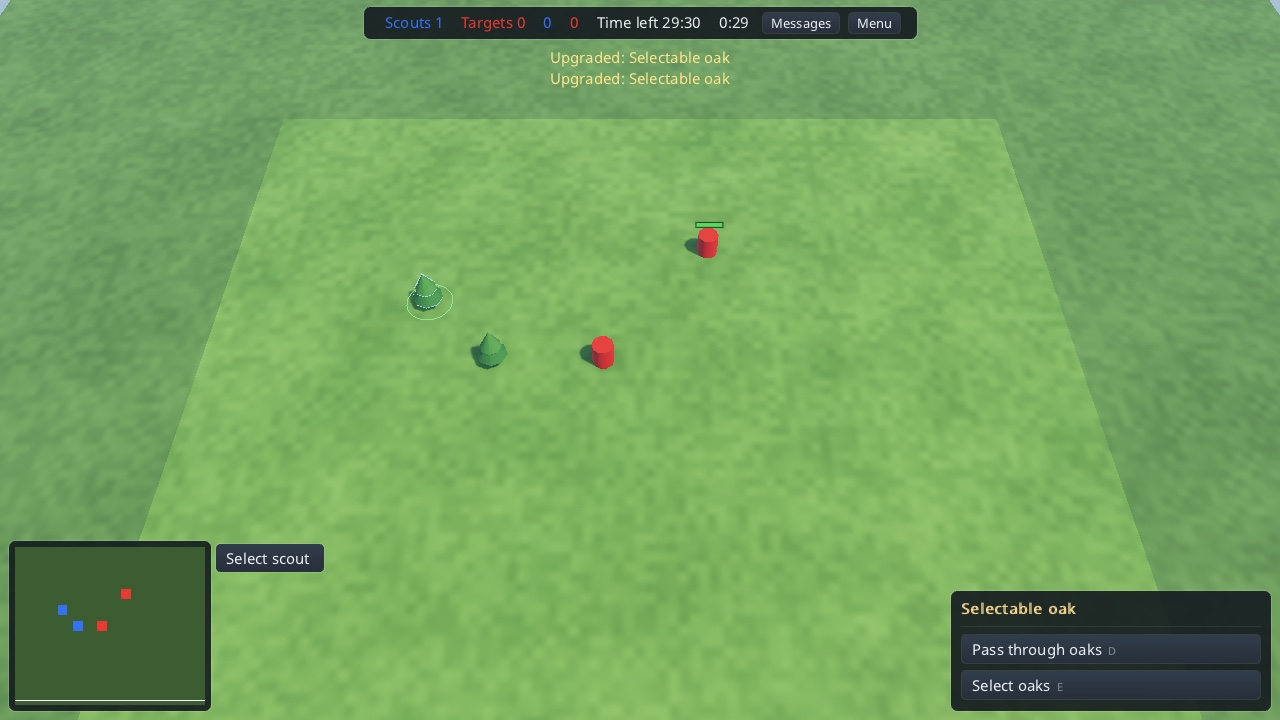 Scouts 1 Targets 0 0 0 Time left 29:30 0:29 Messages Menu
Upgraded: Selectable oak
Upgraded: Selectable oak
Select scout
Selectable oak
Pass through oaks D
Select oaks E